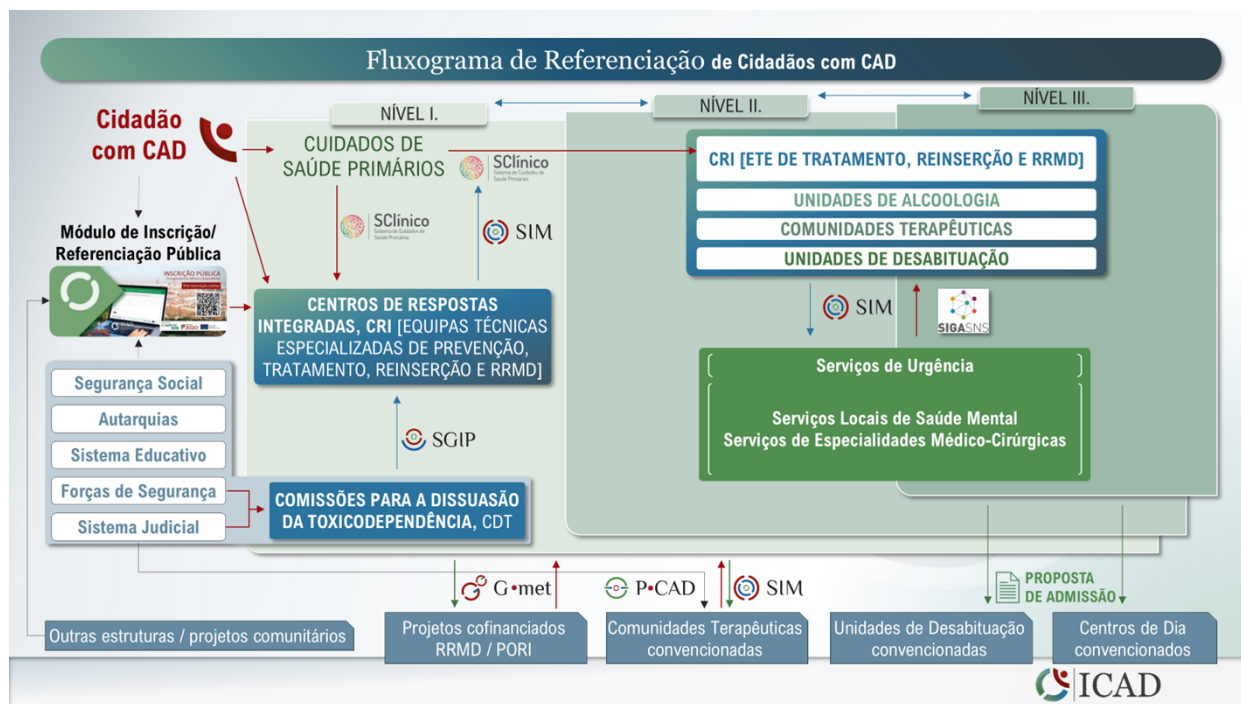 Fluxograma de Referenciação de Cidadãos com CAD
NÍVEL I.
NÍVEL II.
NÍVEL III.
Cidadão
com CAD
CUIDADOS DE
SAÚDE PRIMÁRIOS
SClínico
Sistema de Cuidados de
Saúde Primários
SClínico
Sistema de Cuidados de
Saúde Primários
SIM
Módulo de Inscrição/
Referenciação Pública
INSCRIÇÃO PÚBLICA
CENTROS DE RESPOSTAS
INTEGRADAS, CRI [EQUIPAS TÉCNICAS
ESPECIALIZADAS DE PREVENÇÃO,
TRATAMENTO, REINSERÇÃO E RRMD]
CRI [ETE DE TRATAMENTO, REINSERÇÃO E RRMD]
UNIDADES DE ALCOOLOGIA
COMUNIDADES TERAPÊUTICAS
UNIDADES DE DESABITUAÇÃO
SIM
SIGASNS
Serviços de Urgência
Serviços Locais de Saúde Mental
Serviços de Especialidades Médico-Cirúrgicas
Segurança Social
Autarquias
Sistema Educativo
Forças de Segurança
Sistema Judicial
SGIP
COMISSÕES PARA A DISSUASÃO
DA TOXICODEPENDÊNCIA, CDT
G•met
P•CAD
SIM
PROPOSTA
DE ADMISSÃO
Outras estruturas / projetos comunitários
Projetos cofinanciados
RRMD / PORI
Comunidades Terapêuticas
convencionadas
Unidades de Desabituação
convencionadas
Centros de Dia
convencionados
ICAD